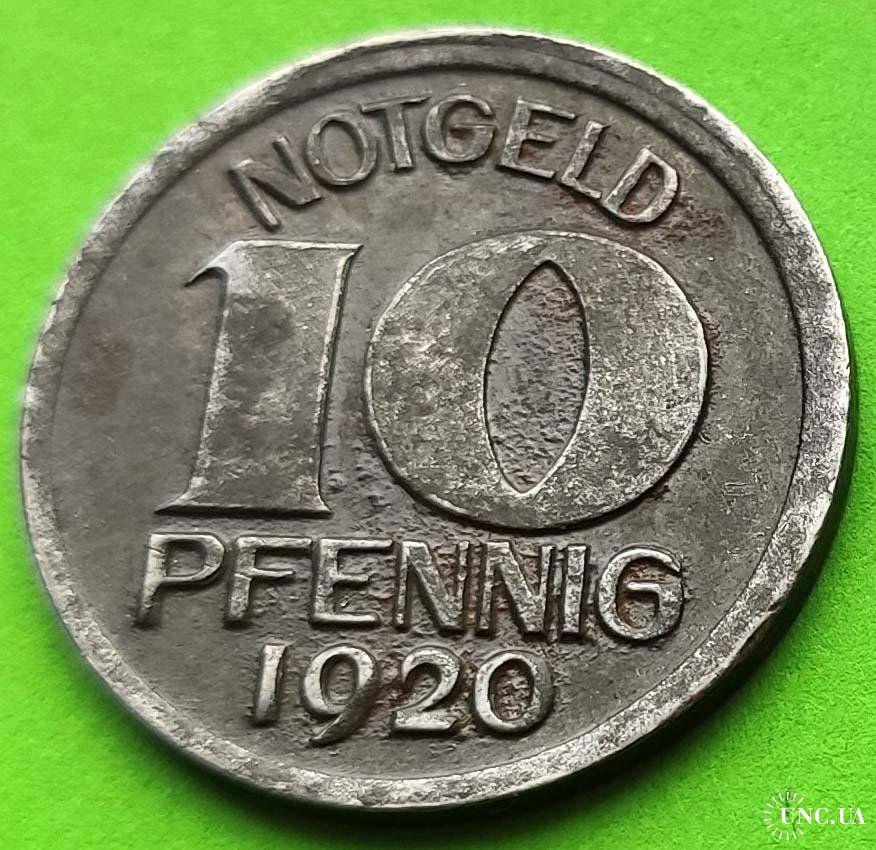 NOTGELD
10
PFENNIG
1920
UNC.UA